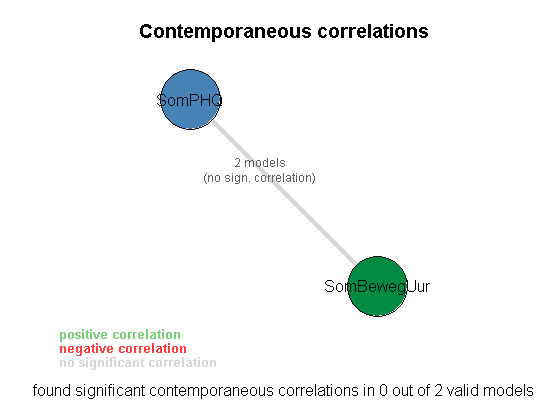 Contemporaneous correlations
SomPHQ
2 models
(no sign. correlation)
SomBewegUur
positive correlation
negative correlation
no significant correlation
found significant contemporaneous correlations in 0 out of 2 valid models